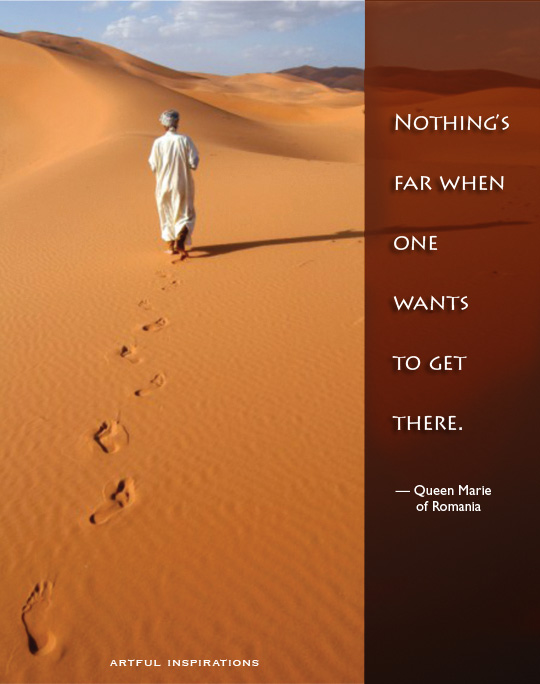 Nothing's
far when
one
wants
to get
there.
— Queen Marie
of Romania
ARTFUL INSPIRATIONS